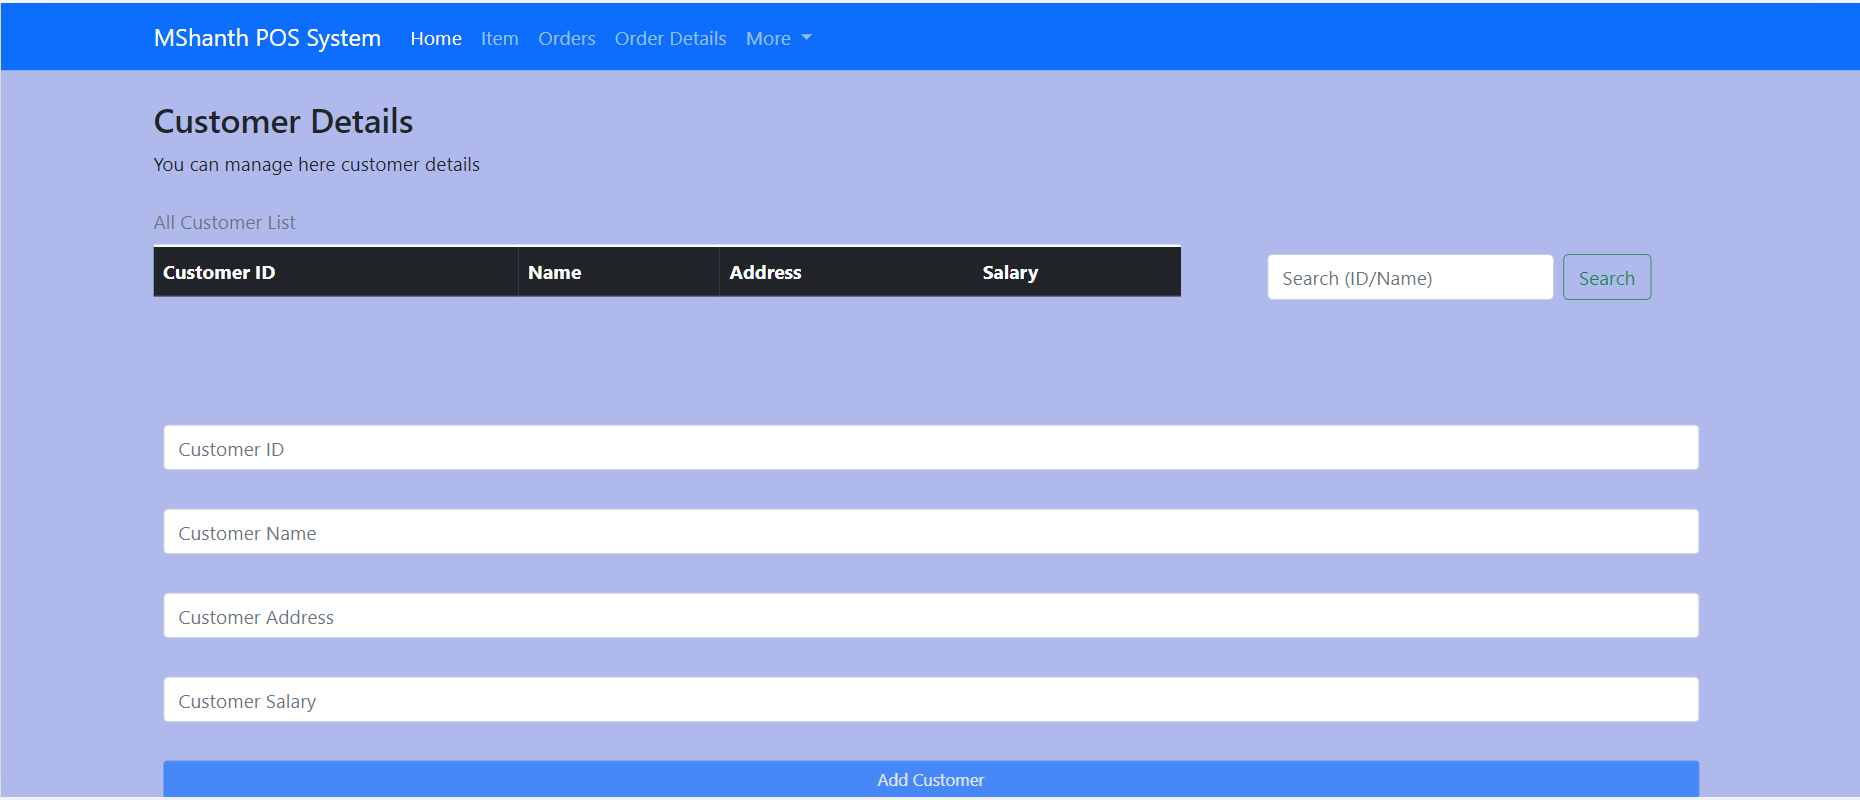 MShanth POS System Home Item Orders Order Details More
Customer Details
You can manage here customer details
All Customer List
Customer ID Name Address Salary
Search (ID/Name) Search
Customer ID
Customer Name
Customer Address
Customer Salary
Add Customer